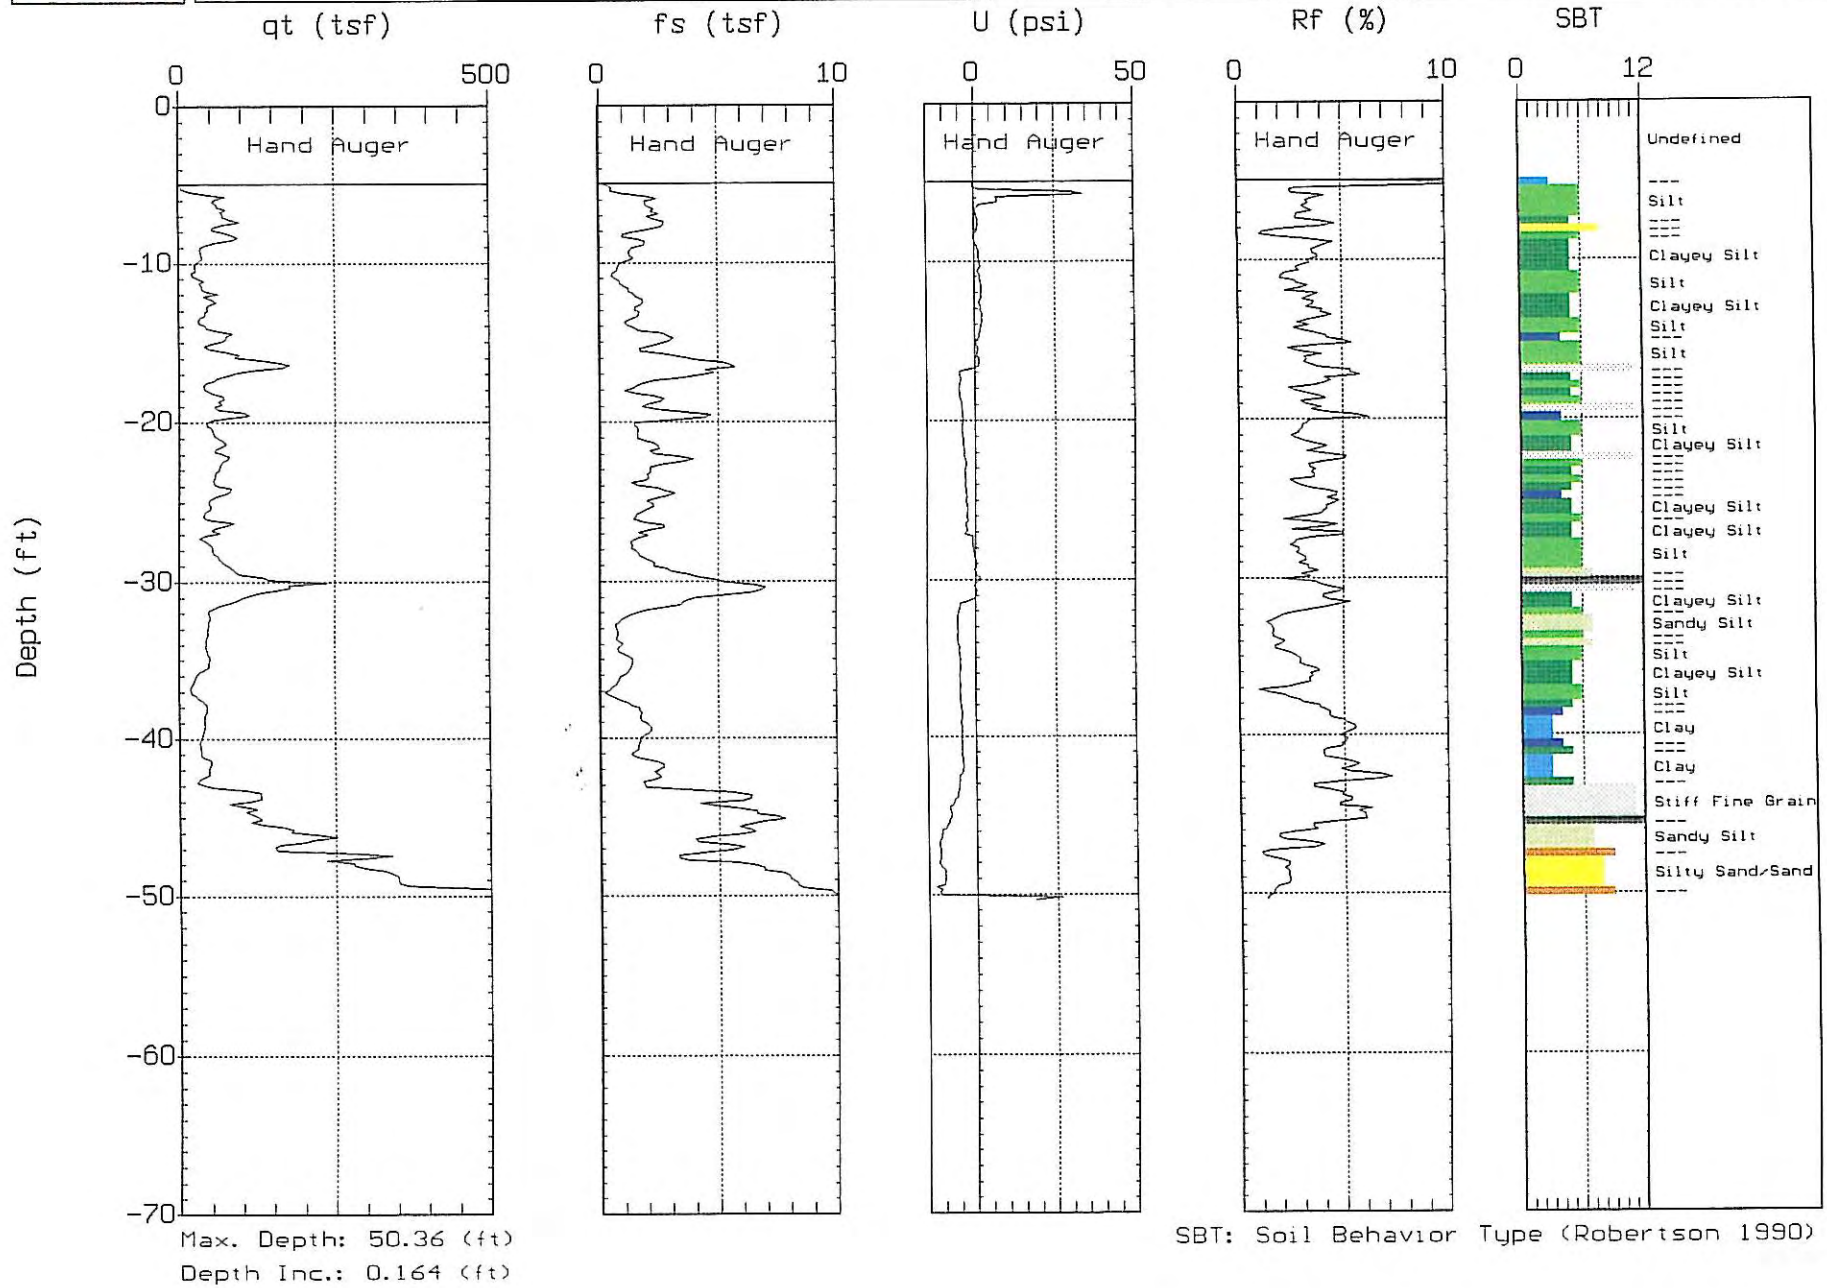 qt (tsf)
fs (tsf)
U (psi)
Rf (%)
SBT
0 500
0 10
0 50
0 10
0 12
Depth (ft)
0
-10
-20
-30
-40
-50
-60
-70
Hand Auger
Hand Auger
Hand Auger
Hand Auger
Undefined
---
Silt
---
---
---
Clayey Silt
Silt
Clayey Silt
Silt
---
Silt
---
---
---
---
---
---
---
Silt
Clayey Silt
---
---
---
---
---
---
Clayey Silt
---
Clayey Silt
Silt
---
---
---
Clayey Silt
---
Sandy Silt
---
---
Silt
Clayey Silt
Silt
---
---
Clay
---
---
Clay
---
Stiff Fine Grain
---
Sandy Silt
---
Silty Sand/Sand
---
Max. Depth: 50.36 (ft)
Depth Inc.: 0.164 (ft)
SBT: Soil Behavior Type (Robertson 1990)